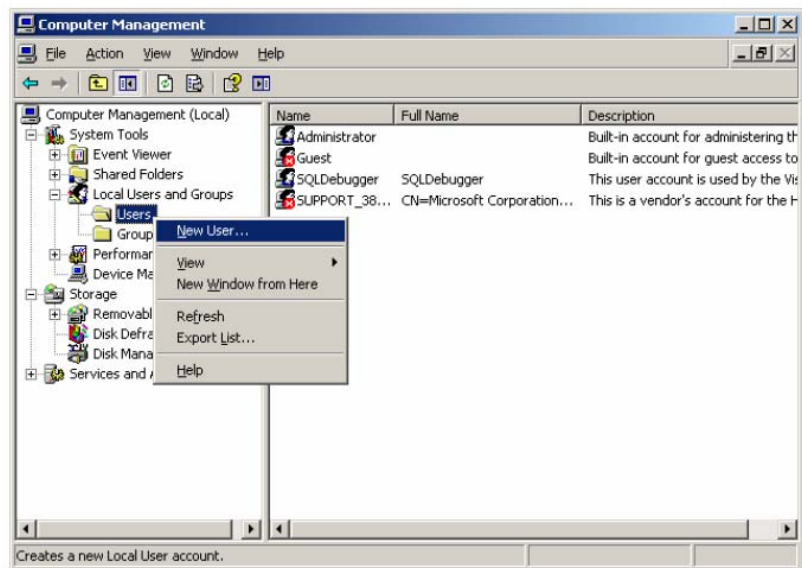 Computer Management
File Action View Window Help
Computer Management (Local)
System Tools
Event Viewer
Shared Folders
Local Users and Groups
Users
Group
Performan
Device Ma
Storage
Removabl
Disk Defra
Disk Mana
Services and A
New User...
View
New Window from Here
Refresh
Export List...
Help
Name Full Name Description
Administrator Built-in account for administering th
Guest Built-in account for guest access to
SQLDebugger SQLDebugger This user account is used by the Vis
SUPPORT_38... CN=Microsoft Corporation... This is a vendor's account for the H
Creates a new Local User account.